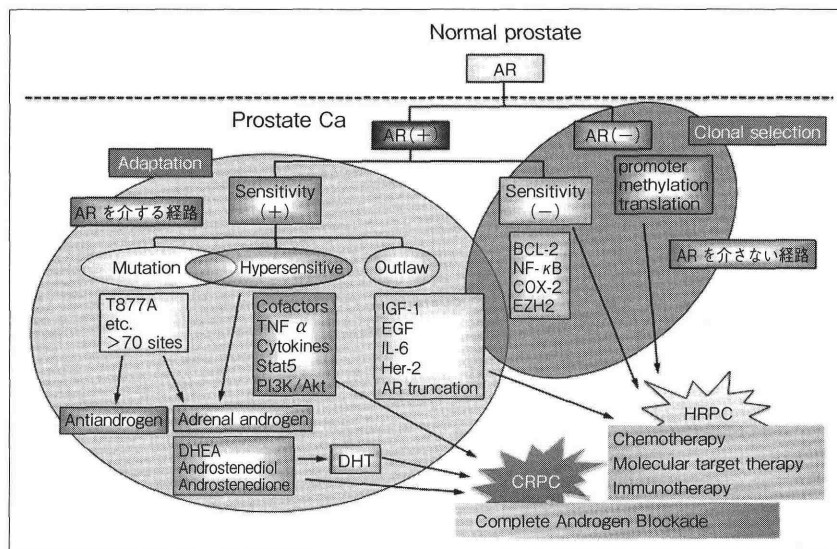 Normal prostate
AR
Prostate Ca
AR(+)
AR(−)
Clonal selection
Adaptation
ARを介する経路
Sensitivity
(+)
Sensitivity
(−)
promoter
methylation
translation
ARを介さない経路
Mutation
Hypersensitive
Outlaw
BCL-2
NF-κB
COX-2
EZH2
T877A
etc.
>70 sites
Cofactors
TNF α
Cytokines
Stat5
PI3K/Akt
IGF-1
EGF
IL-6
Her-2
AR truncation
Antiandrogen
Adrenal androgen
DHEA
Androstenediol
Androstenedione
DHT
CRPC
Complete Androgen Blockade
HRPC
Chemotherapy
Molecular target therapy
Immunotherapy